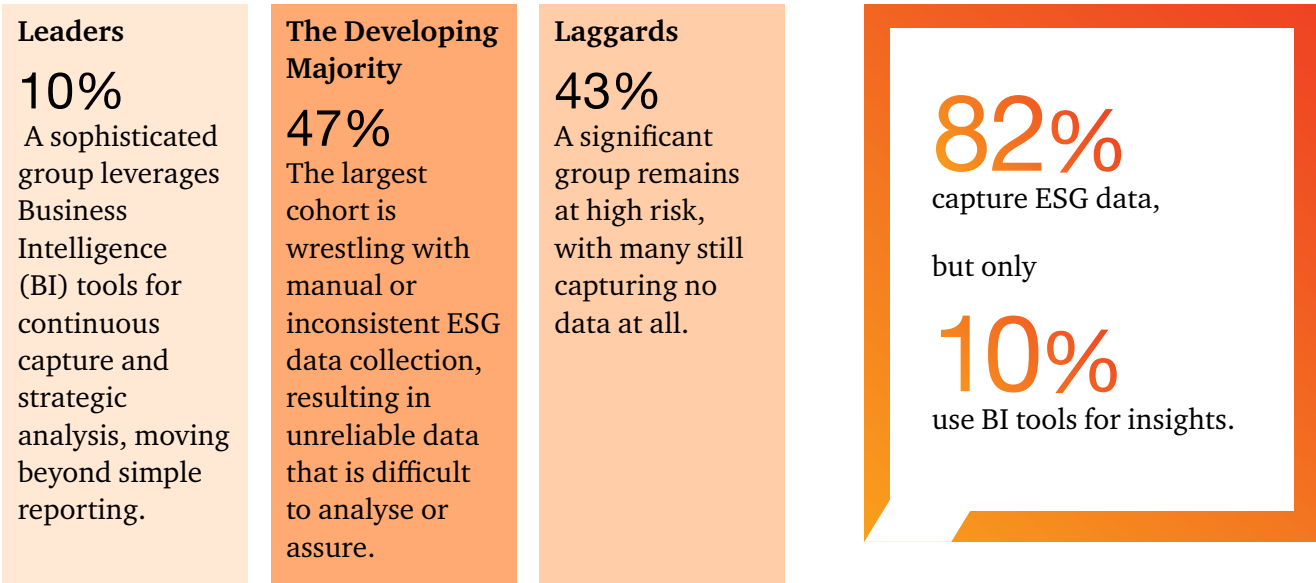 Leaders
10%
A sophisticated
group leverages
Business
Intelligence
(BI) tools for
continuous
capture and
strategic
analysis, moving
beyond simple
reporting.
The Developing
Majority
47%
The largest
cohort is
wrestling with
manual or
inconsistent ESG
data collection,
resulting in
unreliable data
that is difficult
to analyse or
assure.
Laggards
43%
A significant
group remains
at high risk,
with many still
capturing no
data at all.
82%
capture ESG data,
but only
10%
use BI tools for insights.